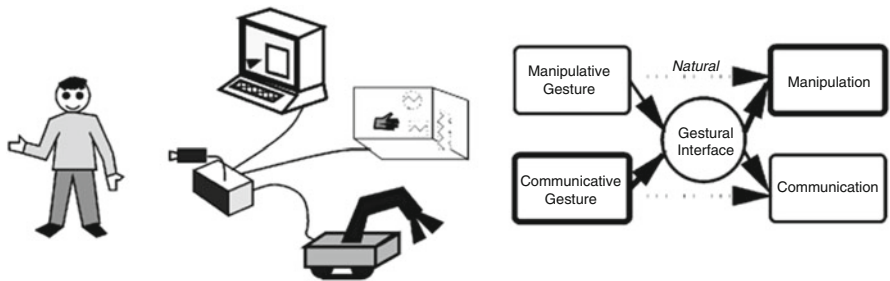 Manipulative
Gesture
Natural
Manipulation
Gestural
Interface
Communicative
Gesture
Communication